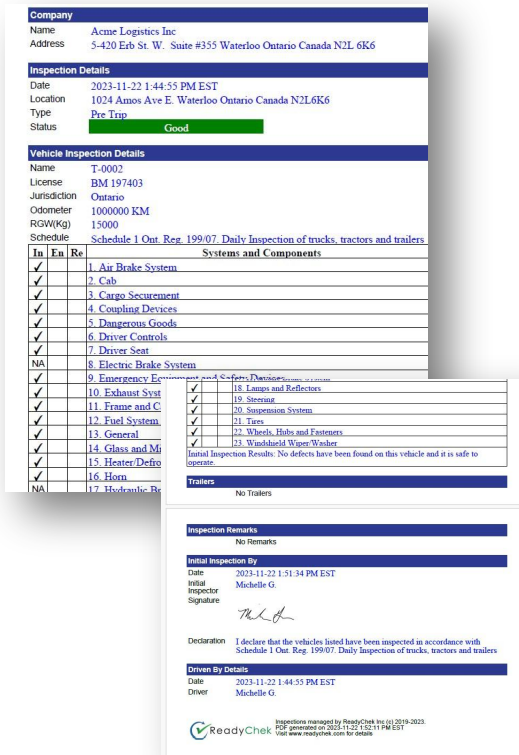 Company
Name Acme Logistics Inc
Address 5-420 Erb St. W. Suite #355 Waterloo Ontario Canada N2L 6K6
Inspection Details
Date 2023-11-22 1:44:55 PM EST
Location 1024 Amos Ave E. Waterloo Ontario Canada N2L6K6
Type Pre Trip
Status Good
Vehicle Inspection Details
Name T-0002
License BM 197403
Jurisdiction Ontario
Odometer 1000000 KM
RGW(Kg) 15000
Schedule Schedule 1 Ont. Reg. 199/07. Daily Inspection of trucks, tractors and trailers
In En Re Systems and Components
✓ 1. Air Brake System
✓ 2. Cab
✓ 3. Cargo Securement
✓ 4. Coupling Devices
✓ 5. Dangerous Goods
✓ 6. Driver Controls
✓ 7. Driver Seat
NA 8. Electric Brake System
✓ 9. Emergency Equipment and Safety Devices
✓ 10. Exhaust Syst
✓ 11. Frame and C
✓ 12. Fuel System
✓ 13. General
✓ 14. Glass and Mi
✓ 15. Heater/Defro
✓ 16. Horn
NA 17. Hydraulic Br
✓ 18. Lamps and Reflectors
✓ 19. Steering
✓ 20. Suspension System
✓ 21. Tires
✓ 22. Wheels, Hubs and Fasteners
✓ 23. Windshield Wiper/Washer
Initial Inspection Results: No defects have been found on this vehicle and it is safe to
operate.
Trailers
No Trailers
Inspection Remarks
No Remarks
Initial Inspection By
Date 2023-11-22 1:51:34 PM EST
Initial Inspector Michelle G.
Signature
Declaration I declare that the vehicles listed have been inspected in accordance with
Schedule 1 Ont. Reg. 199/07. Daily Inspection of trucks, tractors and trailers
Driven By Details
Date 2023-11-22 1:44:55 PM EST
Driver Michelle G.
ReadyChek
Inspections managed by ReadyChek Inc (c) 2019-2023.
PDF generated on 2023-11-22 1:52:11 PM EST
Visit www.readychek.com for details